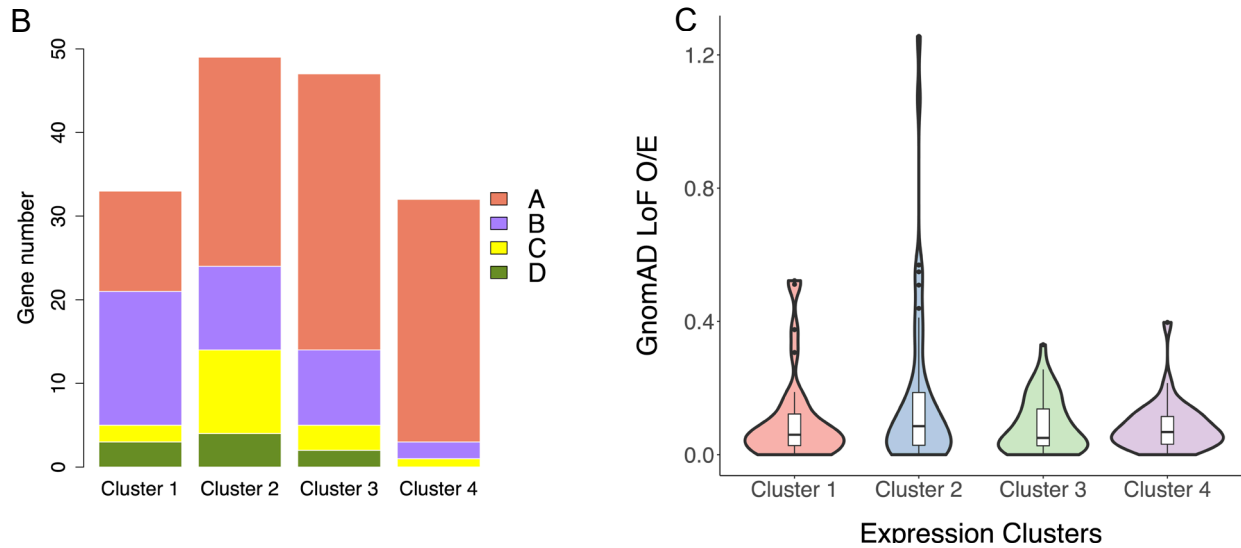 B
Gene number
50
40
30
20
10
0
Cluster 1 Cluster 2 Cluster 3 Cluster 4
A
B
C
D
C
GnomAD LoF O/E
1.2
0.8
0.4
0.0
Cluster 1 Cluster 2 Cluster 3 Cluster 4
Expression Clusters